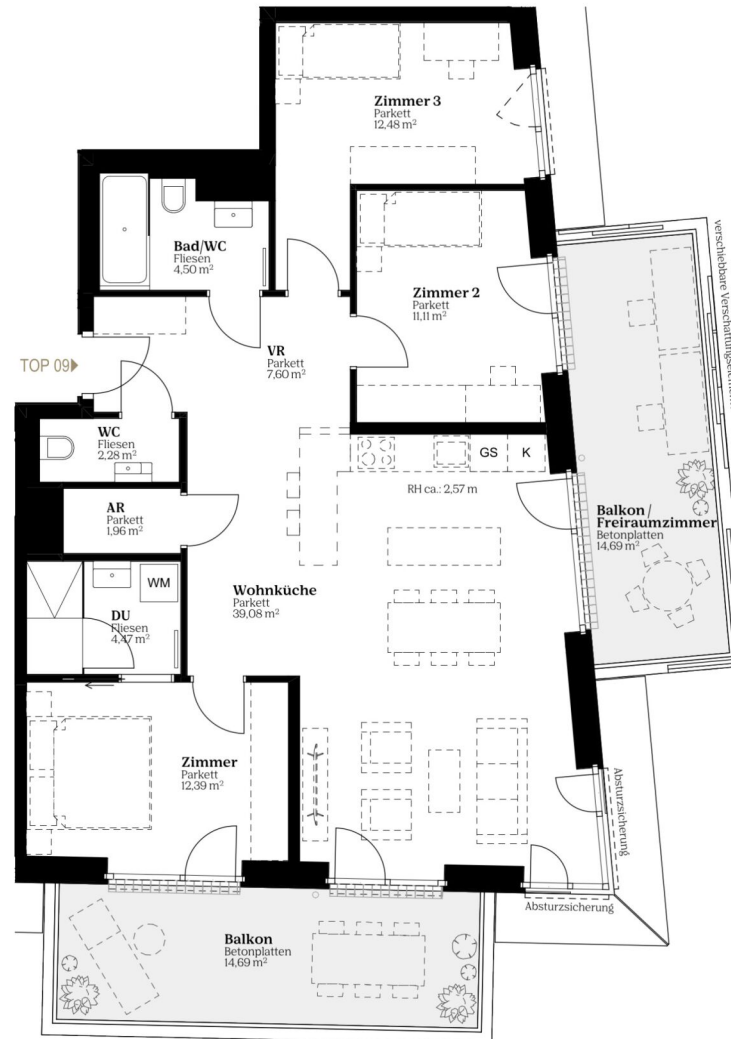 Zimmer 3
Parkett
12,48 m²
Bad/WC
Fliesen
4,50 m²
Zimmer 2
Parkett
11,11 m²
verschiebbare Verschattungselemente
VR
Parkett
7,60 m²
TOP 09
WC
Fliesen
2,28 m²
GS
K
RH ca.: 2,57 m
AR
Parkett
1,96 m²
Balkon/
Freiraumzimmer
Betonplatten
14,69 m²
Wohnküche
Parkett
39,08 m²
WM
DU
Fliesen
4,47 m²
Zimmer
Parkett
12,39 m²
Absturzsicherung
Absturzsicherung
Balkon
Betonplatten
14,69 m²